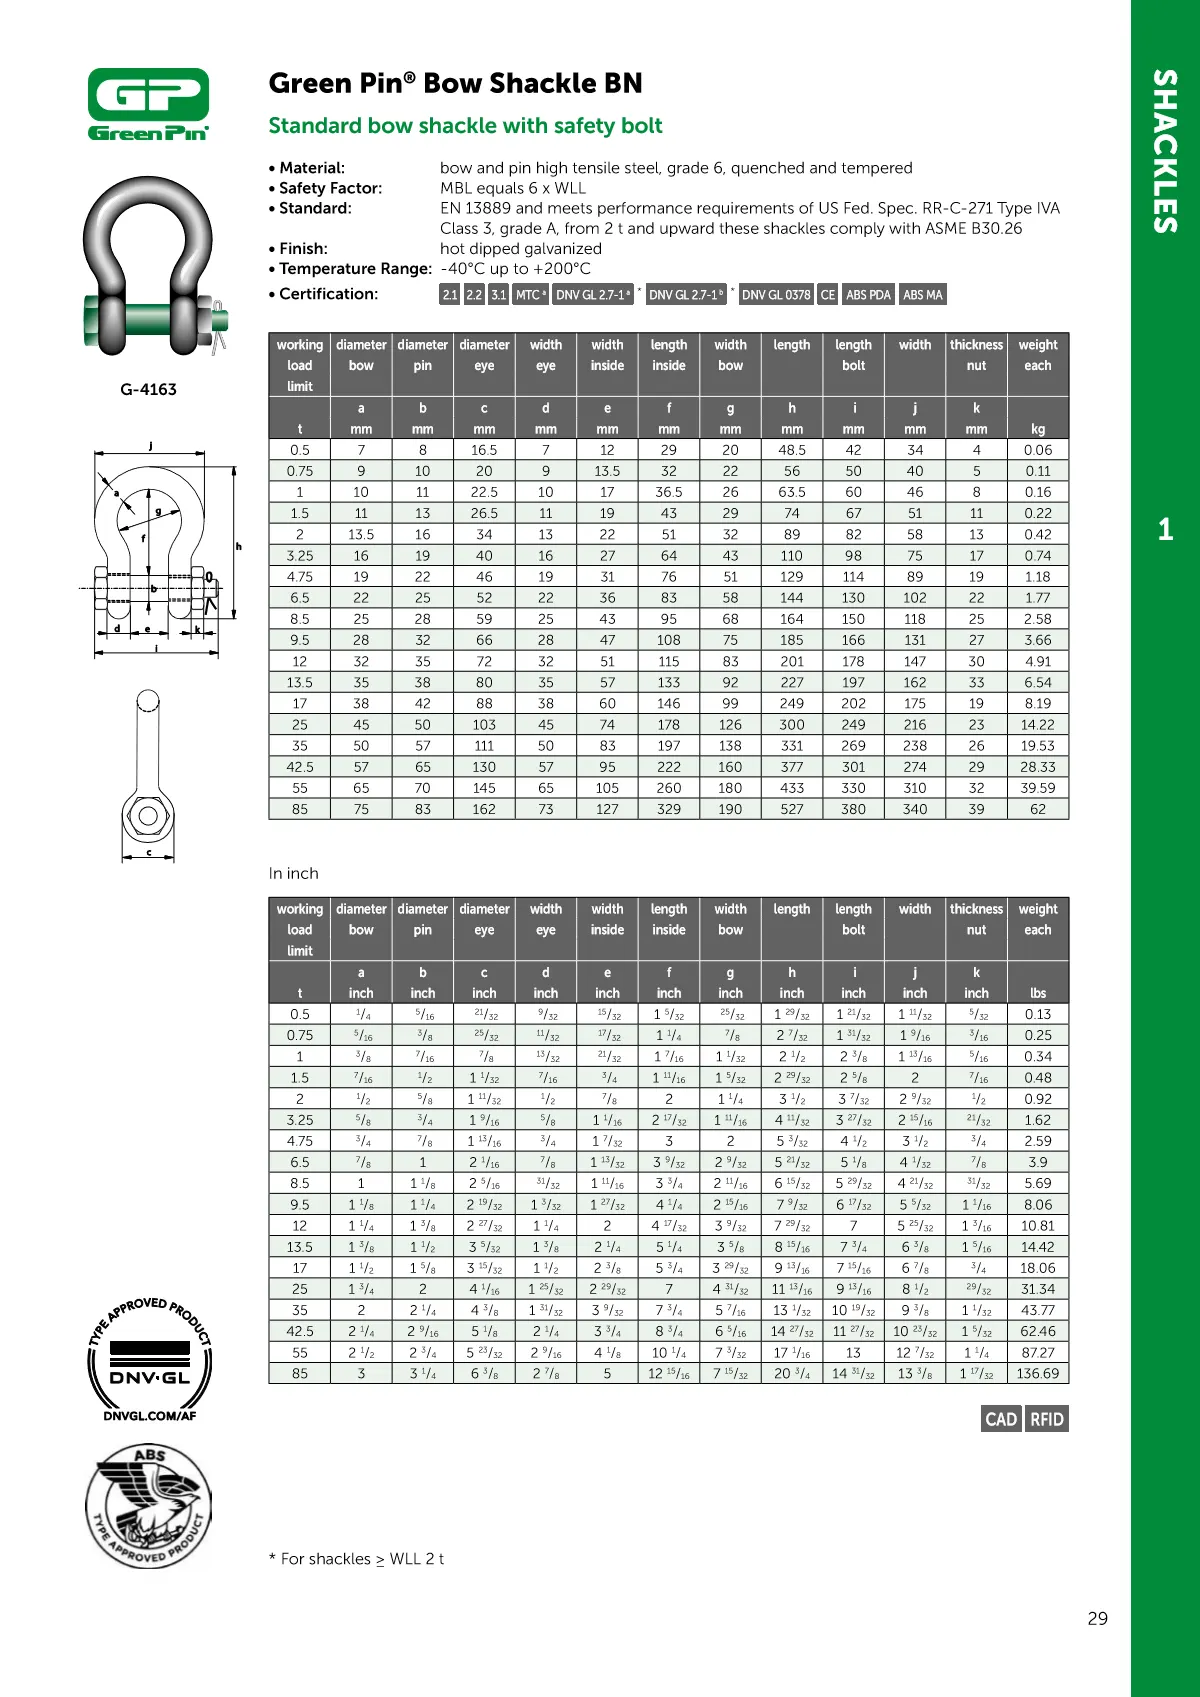 SHACKLES
1
GP
Green Pin®
Green Pin® Bow Shackle BN
Standard bow shackle with safety bolt
• Material: bow and pin high tensile steel, grade 6, quenched and tempered
• Safety Factor: MBL equals 6 x WLL
• Standard: EN 13889 and meets performance requirements of US Fed. Spec. RR-C-271 Type IVA
Class 3, grade A, from 2 t and upward these shackles comply with ASME B30.26
• Finish: hot dipped galvanized
• Temperature Range: -40°C up to +200°C
• Certification: 2.1 2.2 3.1 MTC ª DNV GL 2.7-1 ª * DNV GL 2.7-1 ᵇ * DNV GL 0378 CE ABS PDA ABS MA
G-4163
j
a
g
f
h
b
d e k
i
c
working diameter diameter diameter width width length width length length width thickness weight
load bow pin eye eye inside inside bow bolt nut each
limit
a b c d e f g h i j k
t mm mm mm mm mm mm mm mm mm mm mm kg
0.5 7 8 16.5 7 12 29 20 48.5 42 34 4 0.06
0.75 9 10 20 9 13.5 32 22 56 50 40 5 0.11
1 10 11 22.5 10 17 36.5 26 63.5 60 46 8 0.16
1.5 11 13 26.5 11 19 43 29 74 67 51 11 0.22
2 13.5 16 34 13 22 51 32 89 82 58 13 0.42
3.25 16 19 40 16 27 64 43 110 98 75 17 0.74
4.75 19 22 46 19 31 76 51 129 114 89 19 1.18
6.5 22 25 52 22 36 83 58 144 130 102 22 1.77
8.5 25 28 59 25 43 95 68 164 150 118 25 2.58
9.5 28 32 66 28 47 108 75 185 166 131 27 3.66
12 32 35 72 32 51 115 83 201 178 147 30 4.91
13.5 35 38 80 35 57 133 92 227 197 162 33 6.54
17 38 42 88 38 60 146 99 249 202 175 19 8.19
25 45 50 103 45 74 178 126 300 249 216 23 14.22
35 50 57 111 50 83 197 138 331 269 238 26 19.53
42.5 57 65 130 57 95 222 160 377 301 274 29 28.33
55 65 70 145 65 105 260 180 433 330 310 32 39.59
85 75 83 162 73 127 329 190 527 380 340 39 62
In inch
working diameter diameter diameter width width length width length length width thickness weight
load bow pin eye eye inside inside bow bolt nut each
limit
a b c d e f g h i j k
t inch inch inch inch inch inch inch inch inch inch inch lbs
0.5 1/4 5/16 21/32 9/32 15/32 1 5/32 25/32 1 29/32 1 21/32 1 11/32 5/32 0.13
0.75 5/16 3/8 25/32 11/32 17/32 1 1/4 7/8 2 7/32 1 31/32 1 9/16 3/16 0.25
1 3/8 7/16 7/8 13/32 21/32 1 7/16 1 1/32 2 1/2 2 3/8 1 13/16 5/16 0.34
1.5 7/16 1/2 1 1/32 7/16 3/4 1 11/16 1 5/32 2 29/32 2 5/8 2 7/16 0.48
2 1/2 5/8 1 11/32 1/2 7/8 2 1 1/4 3 1/2 3 7/32 2 9/32 1/2 0.92
3.25 5/8 3/4 1 9/16 5/8 1 1/16 2 17/32 1 11/16 4 11/32 3 27/32 2 15/16 21/32 1.62
4.75 3/4 7/8 1 13/16 3/4 1 7/32 3 2 5 3/32 4 1/2 3 1/2 3/4 2.59
6.5 7/8 1 2 1/16 7/8 1 13/32 3 9/32 2 9/32 5 21/32 5 1/8 4 1/32 7/8 3.9
8.5 1 1 1/8 2 5/16 31/32 1 11/16 3 3/4 2 11/16 6 15/32 5 29/32 4 21/32 31/32 5.69
9.5 1 1/8 1 1/4 2 19/32 1 3/32 1 27/32 4 1/4 2 15/16 7 9/32 6 17/32 5 5/32 1 1/16 8.06
12 1 1/4 1 3/8 2 27/32 1 1/4 2 4 17/32 3 9/32 7 29/32 7 5 25/32 1 3/16 10.81
13.5 1 3/8 1 1/2 3 5/32 1 3/8 2 1/4 5 1/4 3 5/8 8 15/16 7 3/4 6 3/8 1 5/16 14.42
17 1 1/2 1 5/8 3 15/32 1 1/2 2 3/8 5 3/4 3 29/32 9 13/16 7 15/16 6 7/8 3/4 18.06
25 1 3/4 2 4 1/16 1 25/32 2 29/32 7 4 31/32 11 13/16 9 13/16 8 1/2 29/32 31.34
35 2 2 1/4 4 3/8 1 31/32 3 9/32 7 3/4 5 7/16 13 1/32 10 19/32 9 3/8 1 1/32 43.77
42.5 2 1/4 2 9/16 5 1/8 2 1/4 3 3/4 8 3/4 6 5/16 14 27/32 11 27/32 10 23/32 1 5/32 62.46
55 2 1/2 2 3/4 5 23/32 2 9/16 4 1/8 10 1/4 7 3/32 17 1/16 13 12 7/32 1 1/4 87.27
85 3 3 1/4 6 3/8 2 7/8 5 12 15/16 7 15/32 20 3/4 14 31/32 13 3/8 1 17/32 136.69
CAD RFID
TYPE APPROVED PRODUCT
DNV·GL
DNVGL.COM/AF
ABS
TYPE APPROVED PRODUCT
* For shackles ≥ WLL 2 t
29